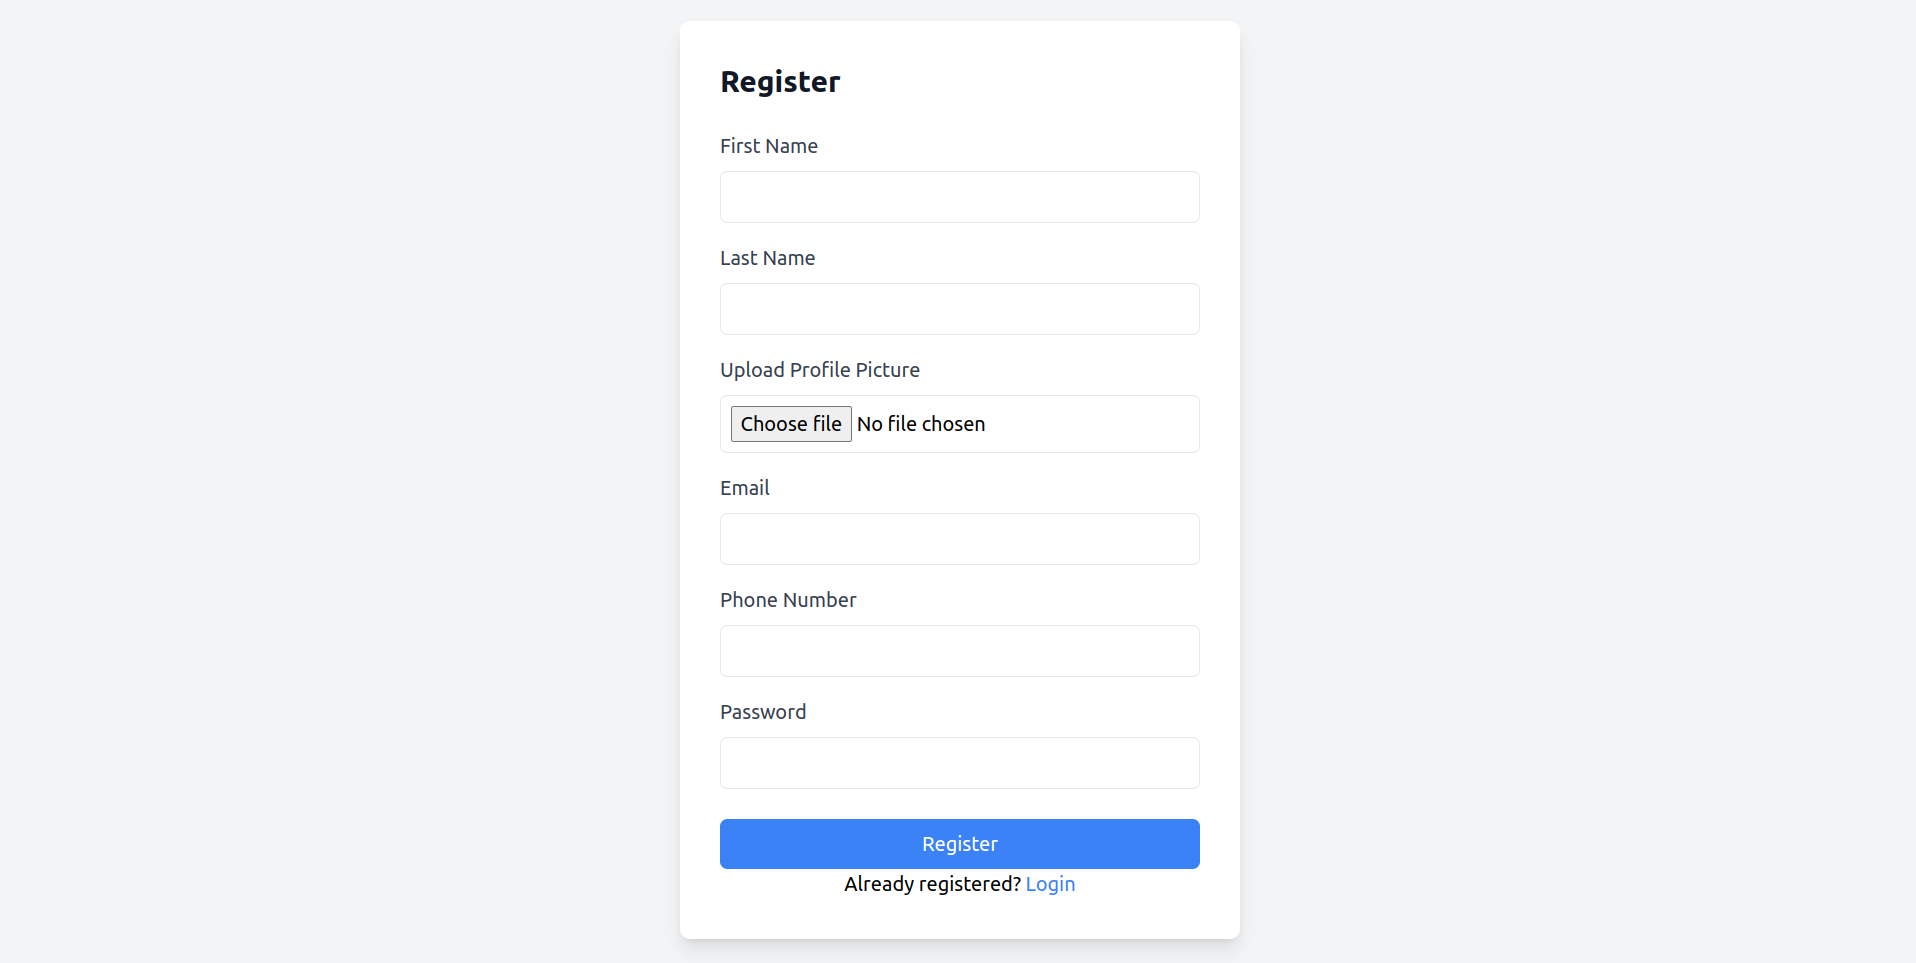 Register
First Name
Last Name
Upload Profile Picture
Choose file No file chosen
Email
Phone Number
Password
Register
Already registered? Login